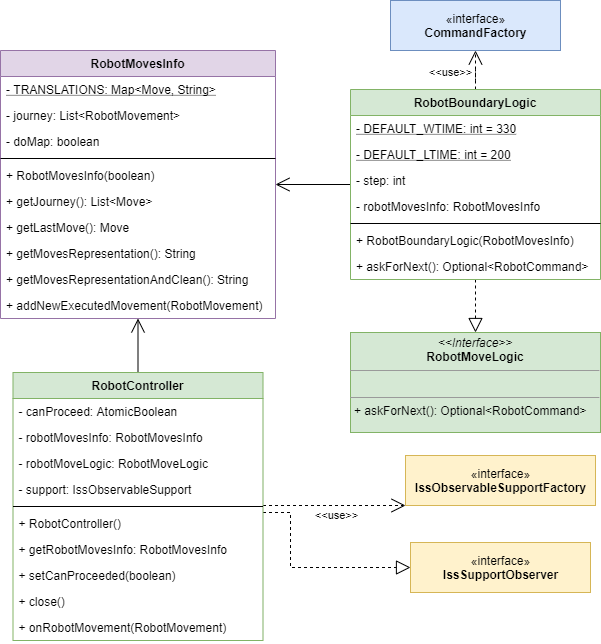 «interface»
CommandFactory
<<use>>
RobotMovesInfo
- TRANSLATIONS: Map<Move, String>
- journey: List<RobotMovement>
- doMap: boolean
+ RobotMovesInfo(boolean)
+ getJourney(): List<Move>
+ getLastMove(): Move
+ getMovesRepresentation(): String
+ getMovesRepresentationAndClean(): String
+ addNewExecutedMovement(RobotMovement)
RobotBoundaryLogic
- DEFAULT_WTIME: int = 330
- DEFAULT_LTIME: int = 200
- step: int
- robotMovesInfo: RobotMovesInfo
+ RobotBoundaryLogic(RobotMovesInfo)
+ askForNext(): Optional<RobotCommand>
<<Interface>>
RobotMoveLogic
+ askForNext(): Optional<RobotCommand>
RobotController
- canProceed: AtomicBoolean
- robotMovesInfo: RobotMovesInfo
- robotMoveLogic: RobotMoveLogic
- support: IssObservableSupport
+ RobotController()
+ getRobotMovesInfo: RobotMovesInfo
+ setCanProceeded(boolean)
+ close()
+ onRobotMovement(RobotMovement)
«interface»
IssObservableSupportFactory
<<use>>
«interface»
IssSupportObserver